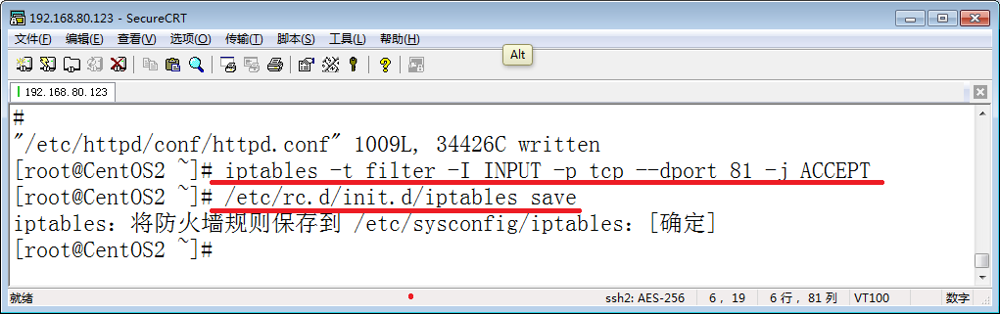 192.168.80.123 - SecureCRT
文件(F) 编辑(E) 查看(V) 选项(O) 传输(T) 脚本(S) 工具(L) 帮助(H)
Alt
192.168.80.123
#
"/etc/httpd/conf/httpd.conf" 1009L, 34426C written
[root@CentOS2 ~]# iptables -t filter -I INPUT -p tcp --dport 81 -j ACCEPT
[root@CentOS2 ~]# /etc/rc.d/init.d/iptables save
iptables：将防火墙规则保存到 /etc/sysconfig/iptables：[确定]
[root@CentOS2 ~]#
就绪 ssh2: AES-256 6, 19 6 行, 81 列 VT100 数字